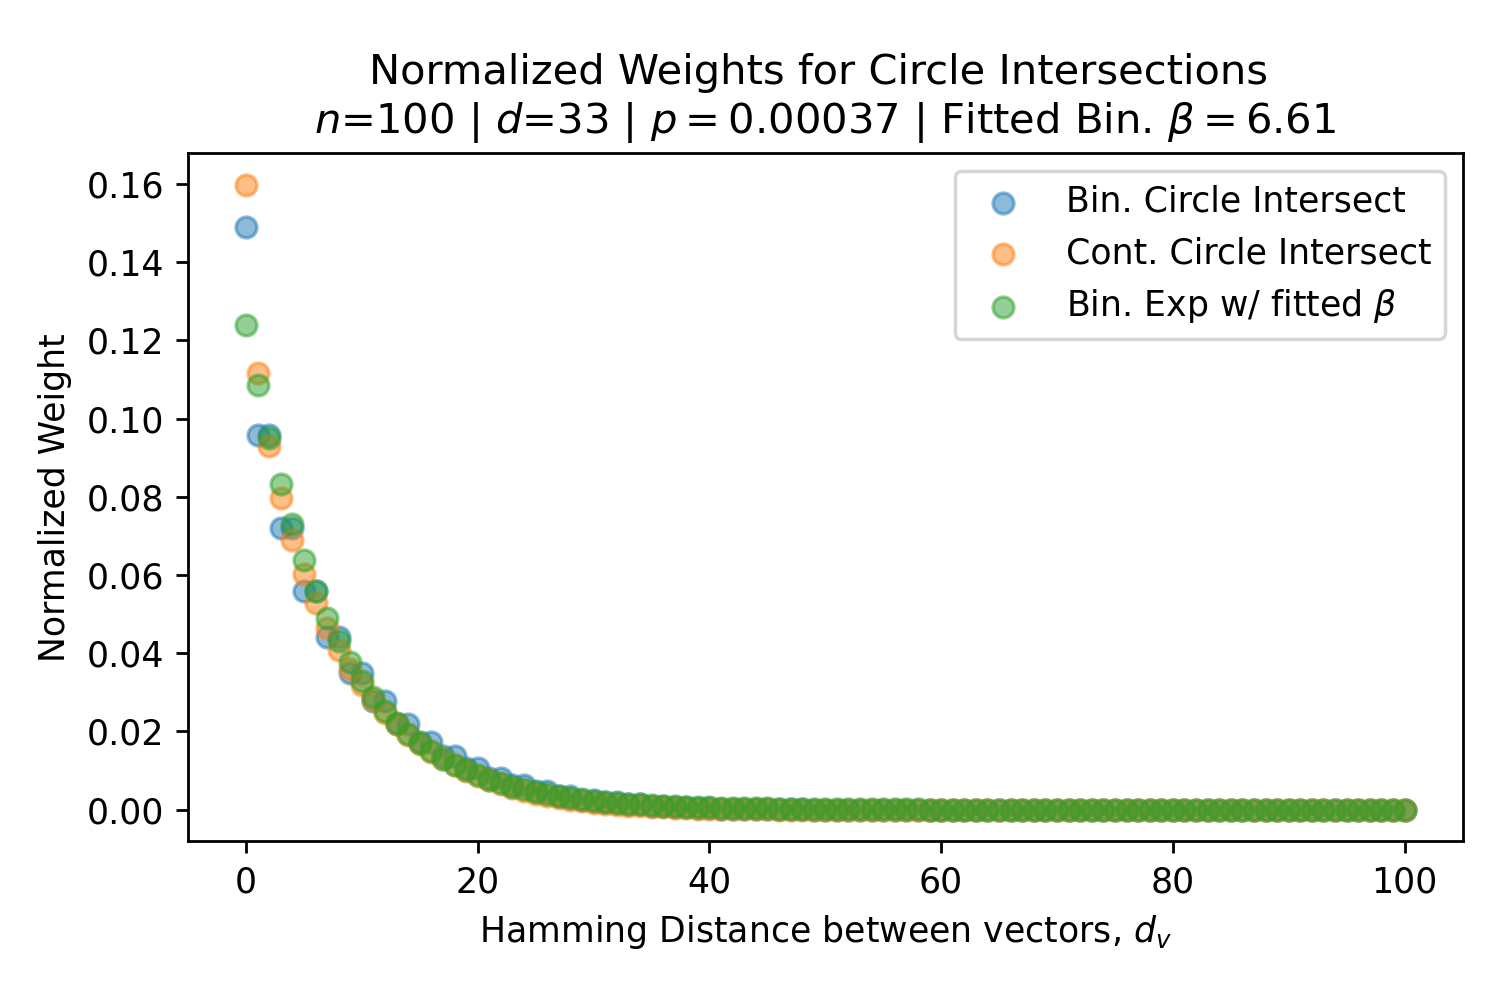 Normalized Weights for Circle Intersections
n=100 | d=33 | p = 0.00037 | Fitted Bin. β = 6.61
Bin. Circle Intersect
Cont. Circle Intersect
Bin. Exp w/ fitted β
Normalized Weight
0.16
0.14
0.12
0.10
0.08
0.06
0.04
0.02
0.00
0 20 40 60 80 100
Hamming Distance between vectors, dᵥ